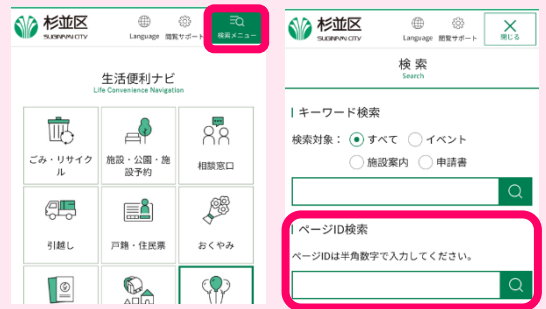 杉並区
SUGINAMI CITY
Language
閲覧サポート
検索メニュー
生活便利ナビ
Life Convenience Navigation
ごみ・リサイク
ル
施設・公園・施
設予約
相談窓口
引越し
戸籍・住民票
おくやみ
杉並区
SUGINAMI CITY
Language
閲覧サポート
閉じる
検索
Search
キーワード検索
検索対象：
すべて
イベント
施設案内
申請書
ページID検索
ページIDは半角数字で入力してください。